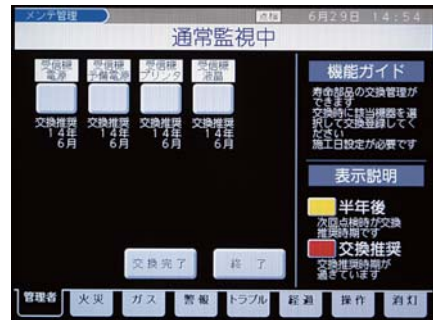 メンテ管理
点検
6月29日 14:54
通常監視中
受信機
電源
受信機
予備電源
受信機
プリンタ
受信機
液晶
交換推奨
14年
6月
交換推奨
14年
6月
交換推奨
14年
6月
交換推奨
14年
6月
機能ガイド
寿命部品の交換管理が
できます
交換時に該当機器を選
択して交換登録してく
ださい
施工日設定が必要です
表示説明
半年後
次回点検時が交換
推奨時期です
交換推奨
交換推奨時期が
過ぎています
交換完了
終了
管理者
火災
ガス
警報
トラブル
経過
操作
消灯